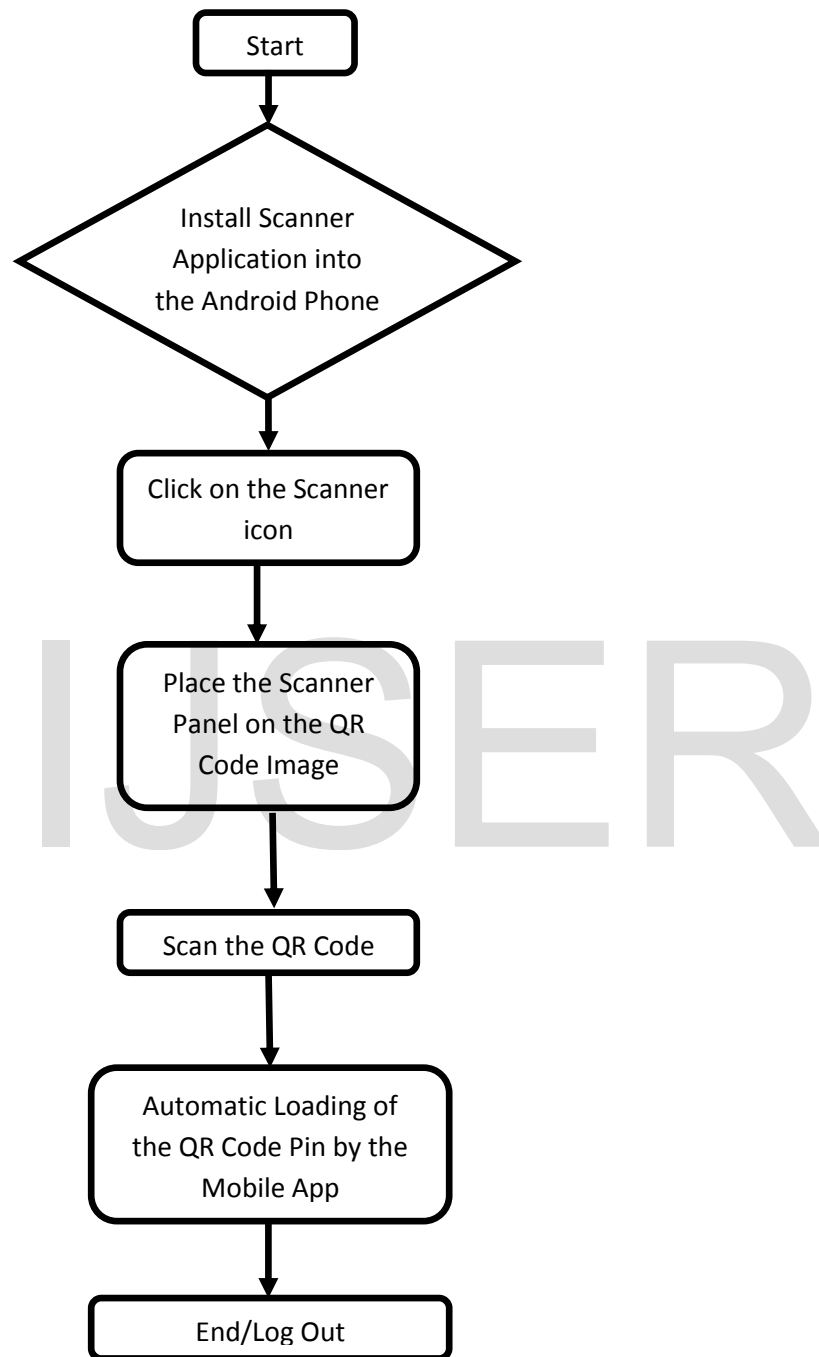 Start
Install Scanner
Application into
the Android Phone
Click on the Scanner
icon
Place the Scanner
Panel on the QR
Code Image
IJSER
Scan the QR Code
Automatic Loading of
the QR Code Pin by the
Mobile App
End/Log Out